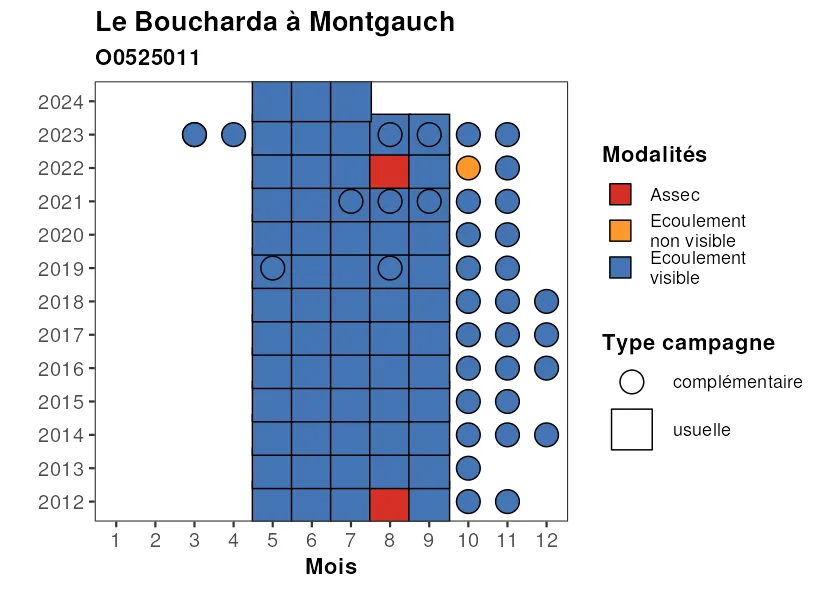 Le Boucharda à Montgauch
O0525011
2024
2023
2022
2021
2020
2019
2018
2017
2016
2015
2014
2013
2012
1 2 3 4 5 6 7 8 9 10 11 12
Mois
Modalités
Assec
Ecoulement
non visible
Ecoulement
visible
Type campagne
complémentaire
usuelle